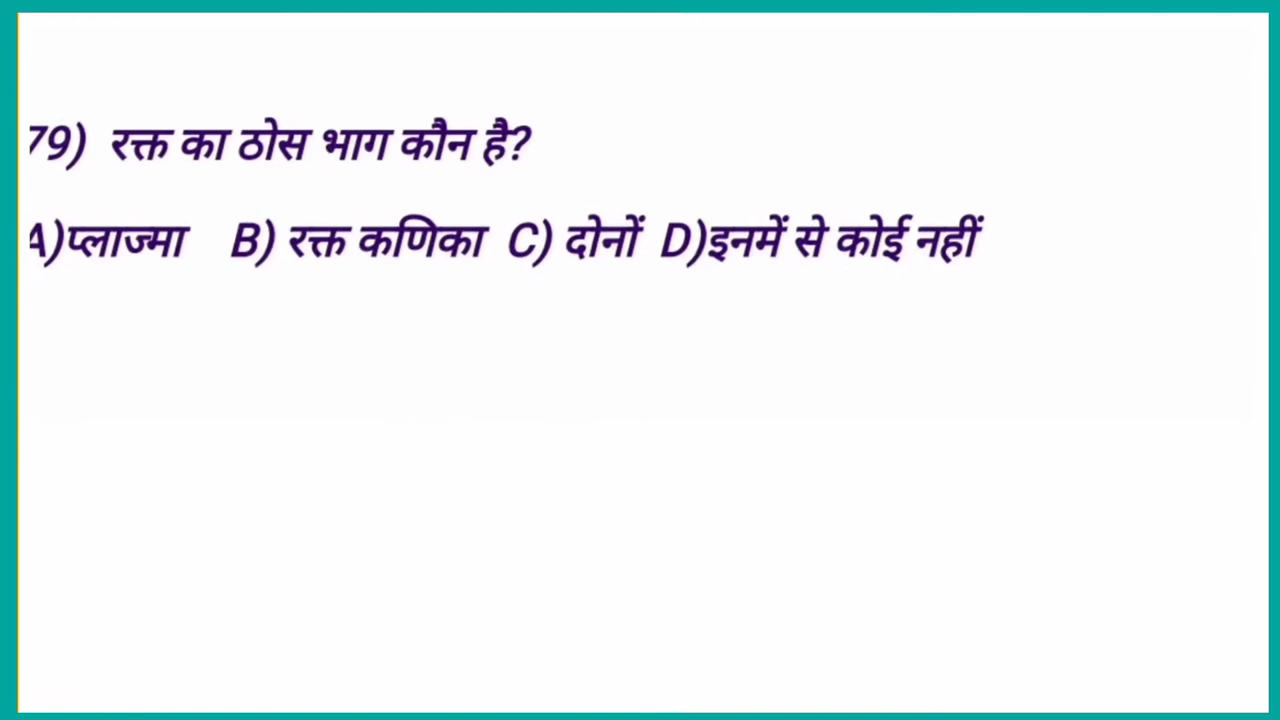 79) रक्त का ठोस भाग कौन है?
A)प्लाज्मा B) रक्त कणिका C) दोनों D)इनमें से कोई नहीं